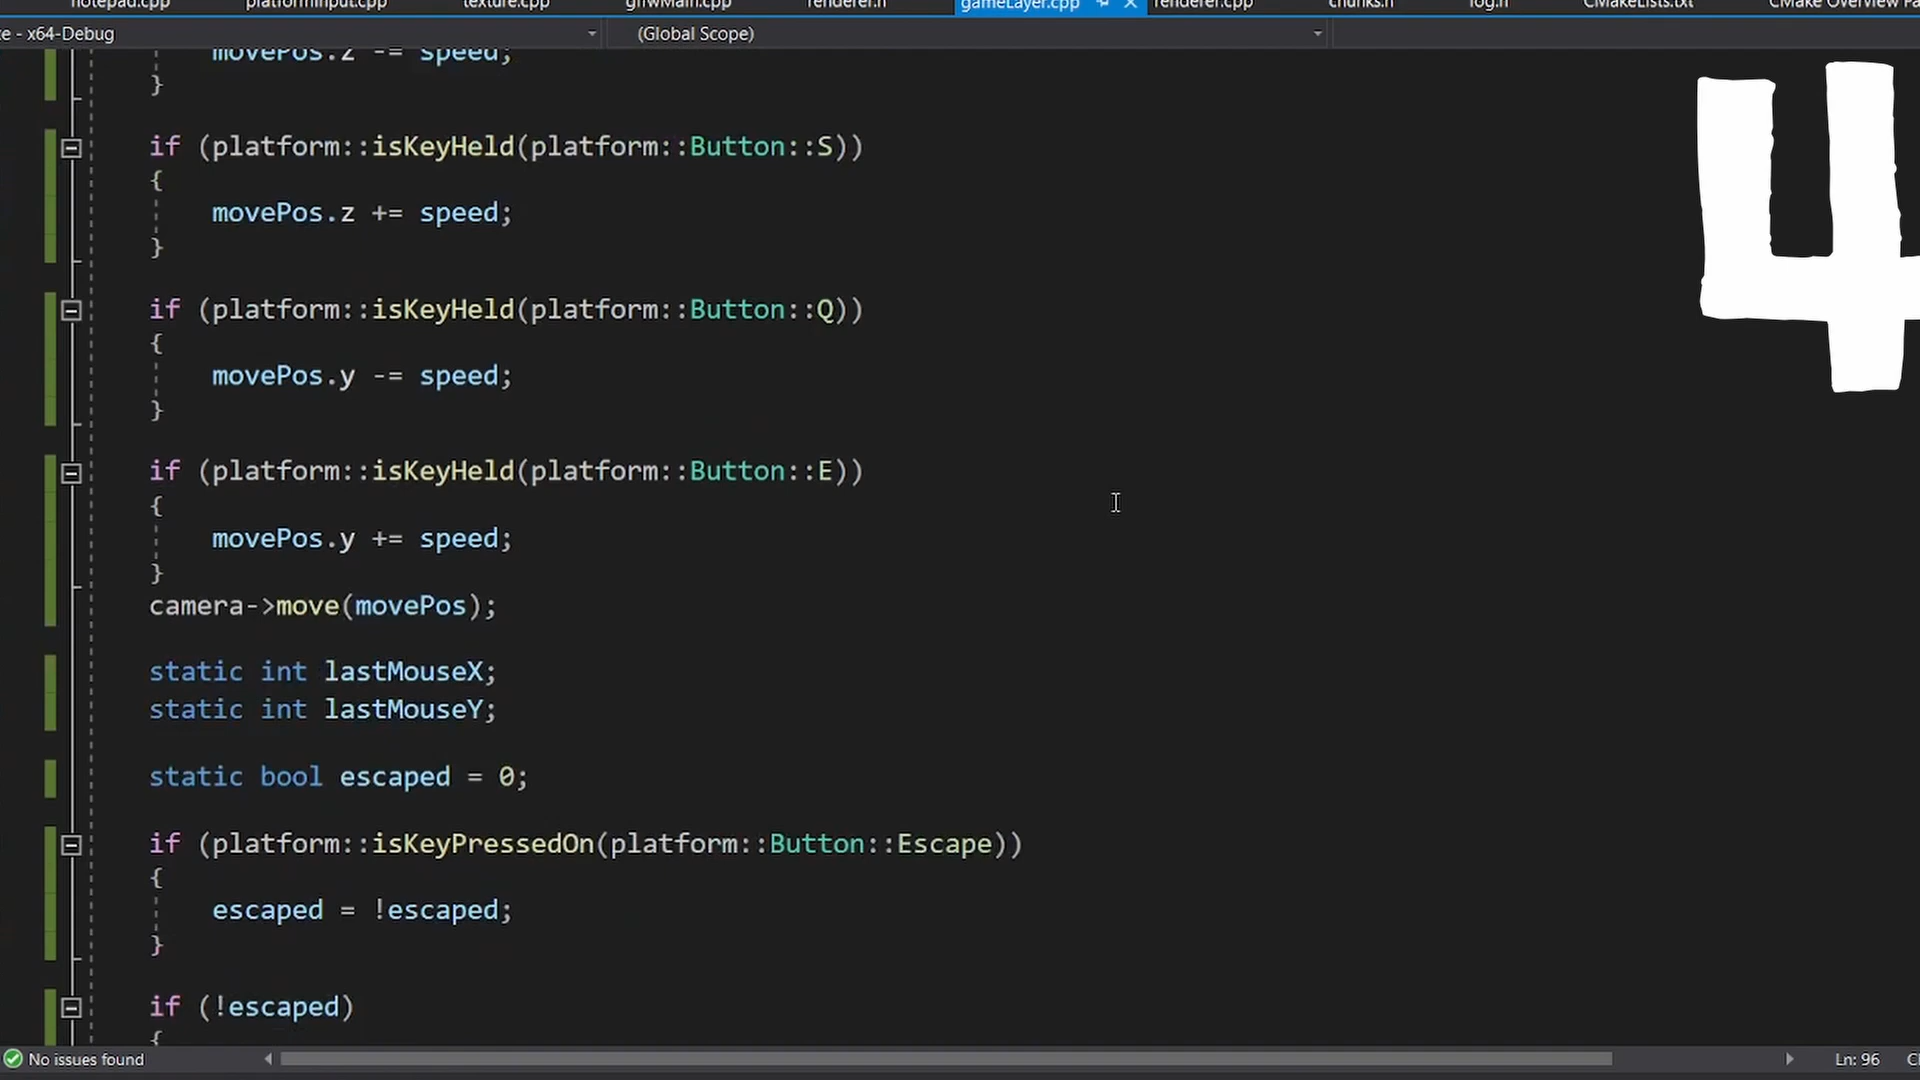 notepad.cpp platformInput.cpp texture.cpp glfwMain.cpp renderer.h gameLayer.cpp renderer.cpp chunks.h log.h CMakeLists.txt CMake Overview Pa
e - x64-Debug (Global Scope)
movePos.z -= speed;
}
if (platform::isKeyHeld(platform::Button::S))
{
movePos.z += speed;
}
if (platform::isKeyHeld(platform::Button::Q))
{
movePos.y -= speed;
}
if (platform::isKeyHeld(platform::Button::E))
{
movePos.y += speed;
}
camera->move(movePos);
static int lastMouseX;
static int lastMouseY;
static bool escaped = 0;
if (platform::isKeyPressedOn(platform::Button::Escape))
{
escaped = !escaped;
}
if (!escaped)
{
4
No issues found Ln: 96